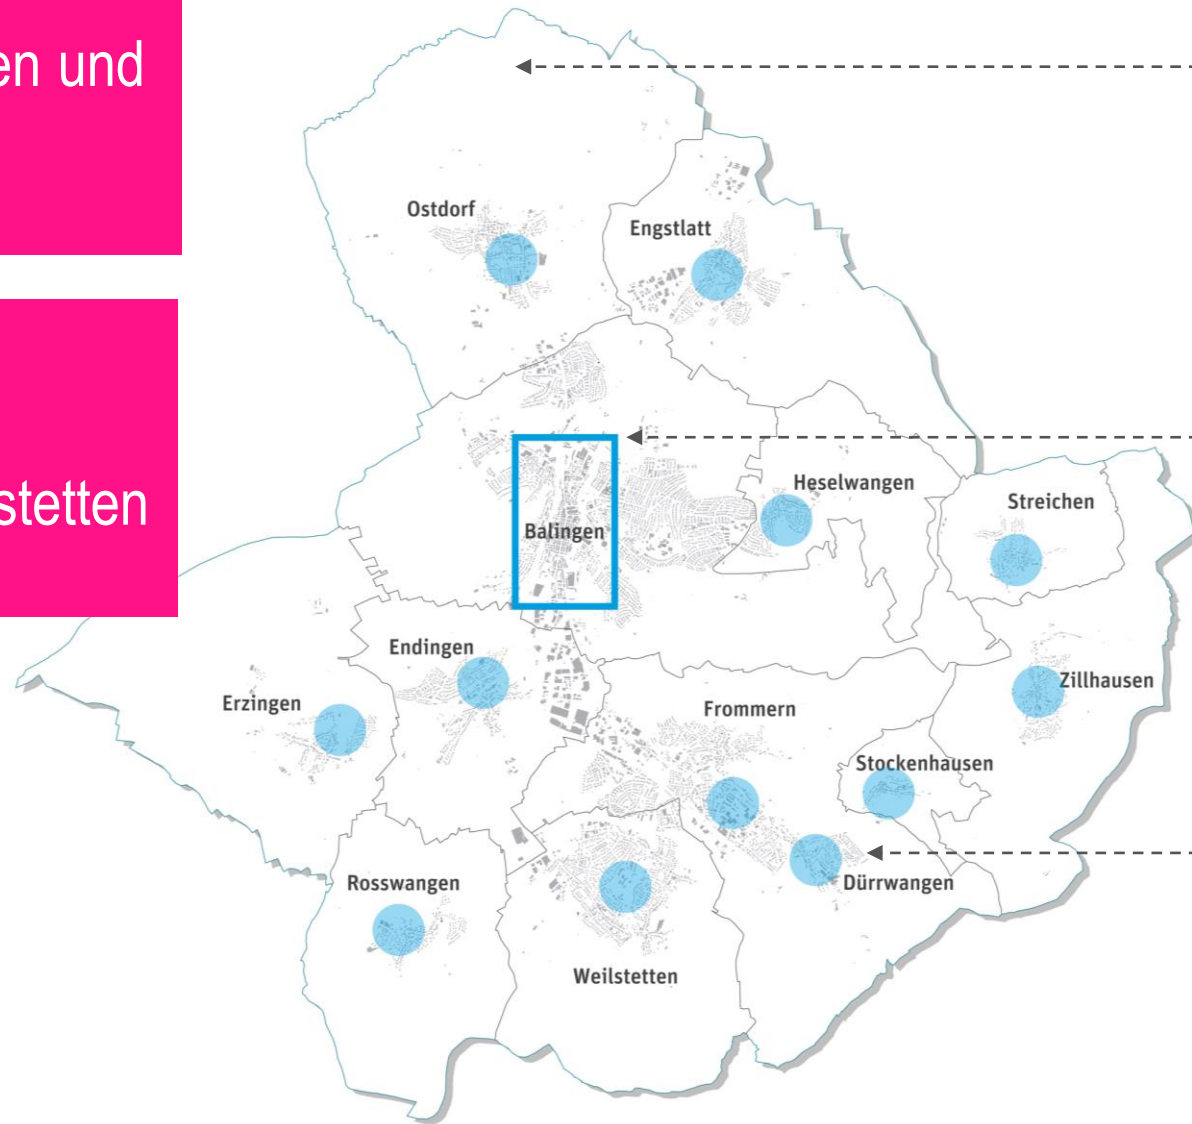 en und
stetten
Ostdorf
Engstlatt
Heselwangen
Streichen
Balingen
Endingen
Zillhausen
Erzingen
Frommern
Stockenhausen
Rosswangen
Dürrwangen
Weilstetten